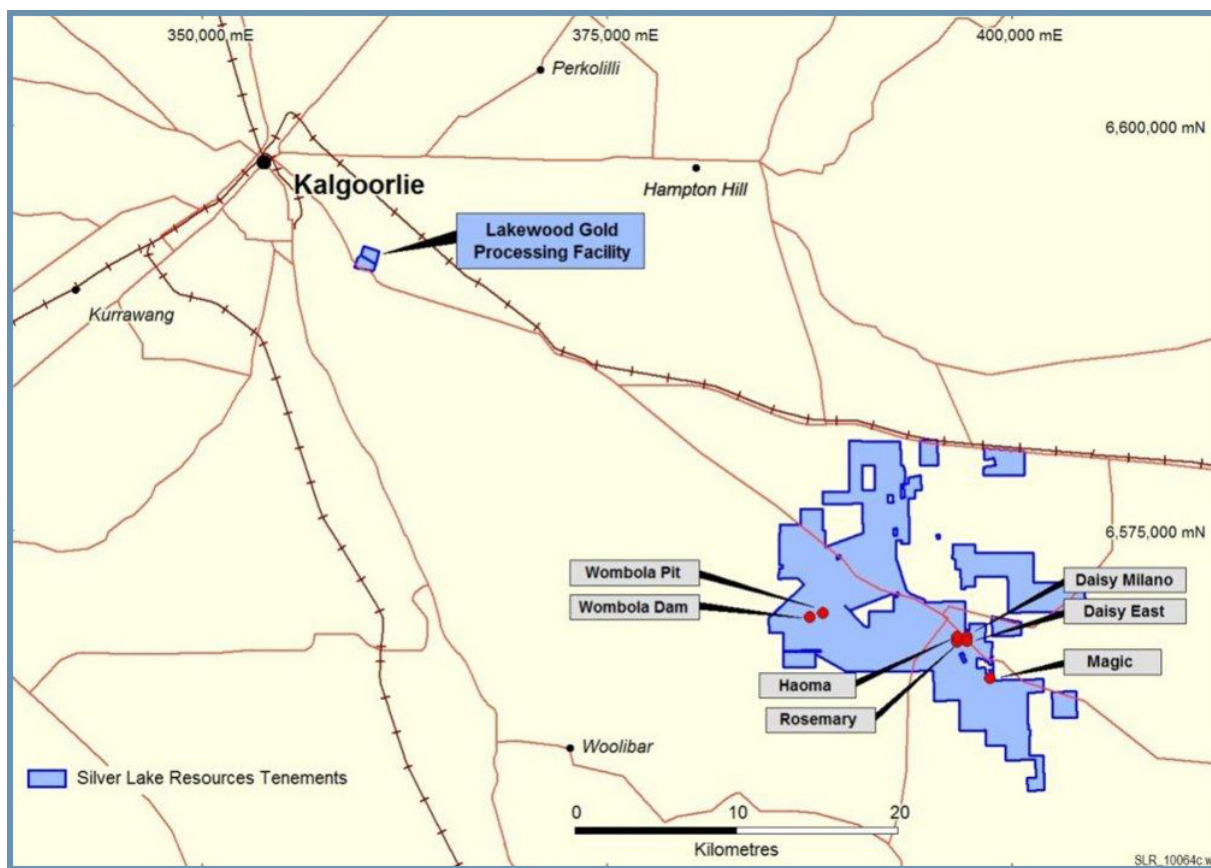 350,000 mE
375,000 mE
400,000 mE
Perkolilli
6,600,000 mN
Kalgoorlie
Hampton Hill
Lakewood Gold
Processing Facility
Kurrawang
6,575,000 mN
Wombola Pit
Daisy Milano
Wombola Dam
Daisy East
Magic
Haoma
Rosemary
Woolibar
Silver Lake Resources Tenements
0
10
20
Kilometres
SLR_10064c.w